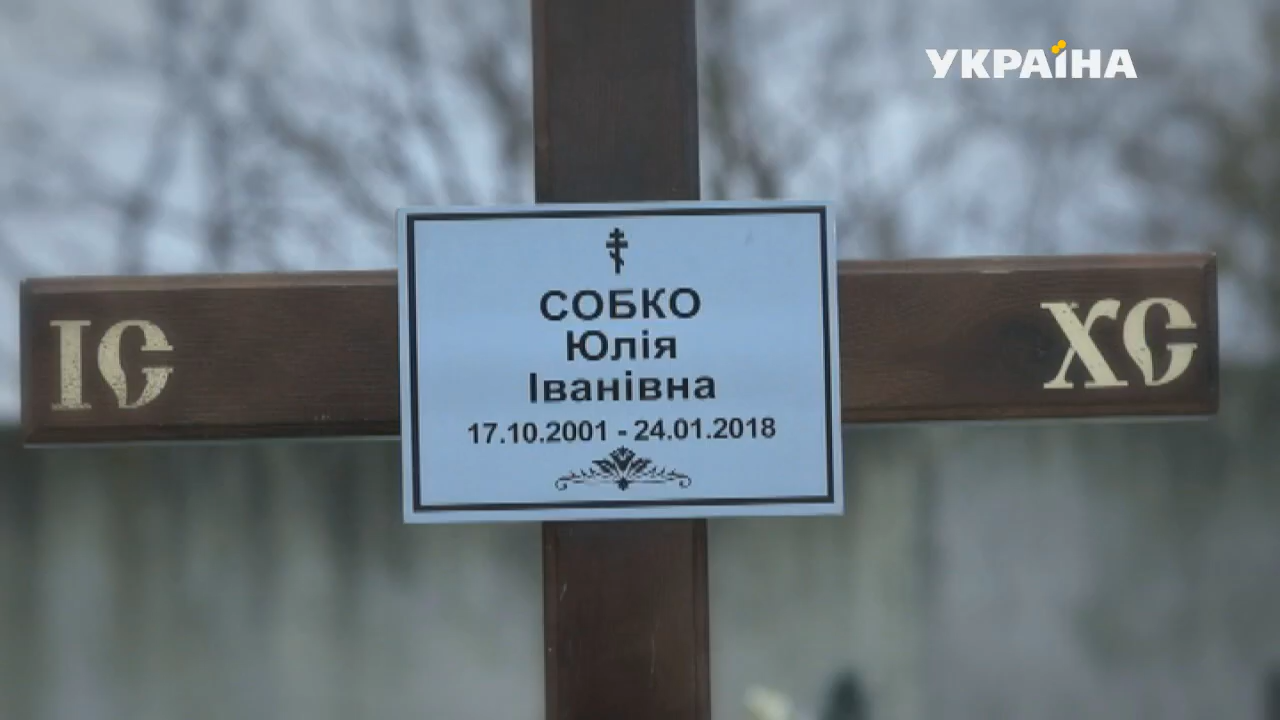 УКРАЇНА
ІС
ХС
СОБКО
Юлія
Іванівна
17.10.2001 - 24.01.2018